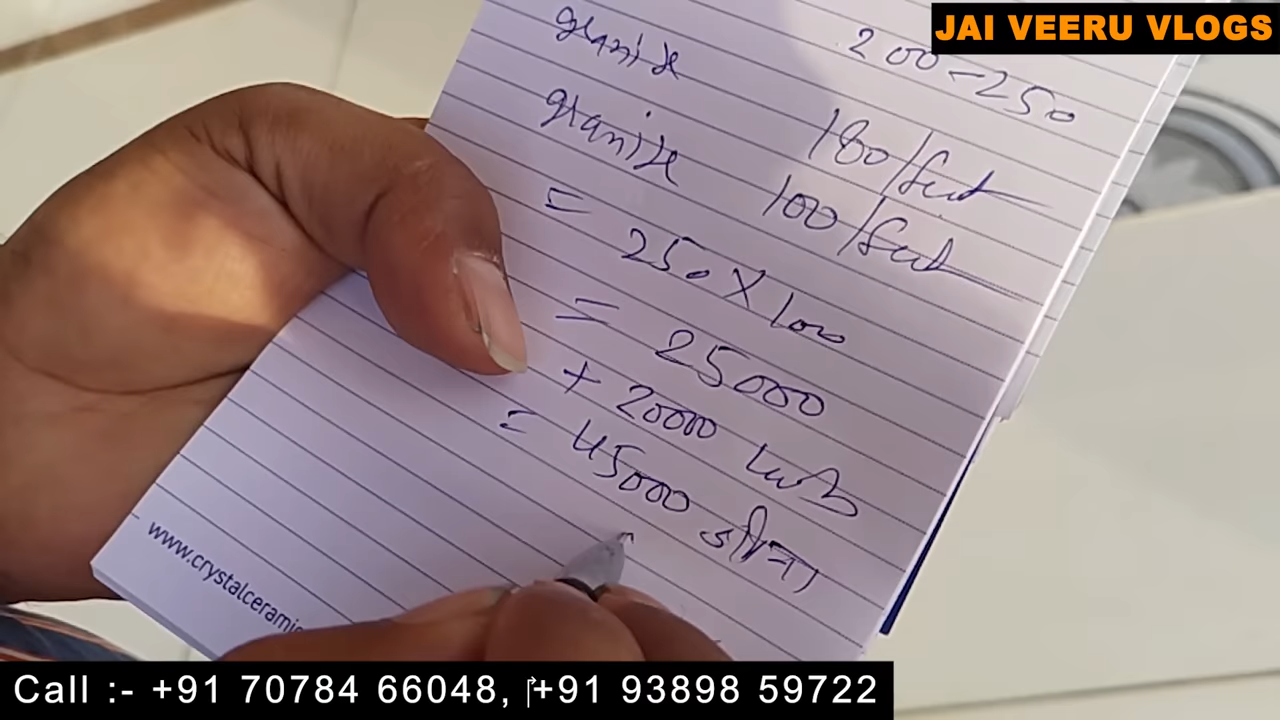 JAI VEERU VLOGS
granite 200-250
granite 180/feet
100/feet
= 250 X 100
= 25000
+ 20000
= 45000
www.crystalceramic
Call :- +91 70784 66048, +91 93898 59722